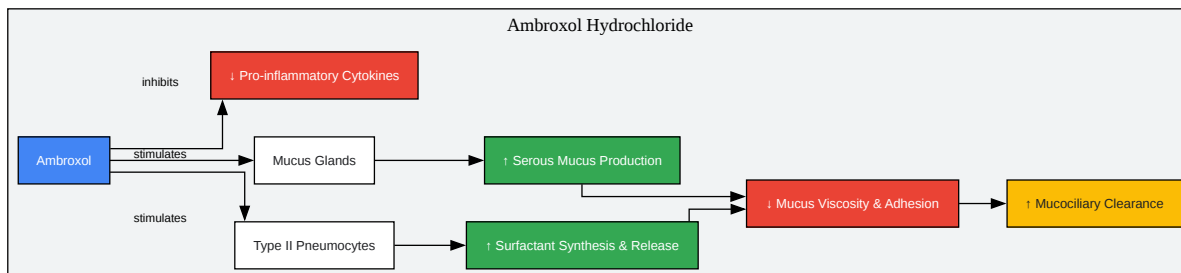 Ambroxol Hydrochloride
↓ Pro-inflammatory Cytokines
inhibits
Ambroxol
stimulates
Mucus Glands
↑ Serous Mucus Production
↓ Mucus Viscosity & Adhesion
↑ Mucociliary Clearance
stimulates
Type II Pneumocytes
↑ Surfactant Synthesis & Release